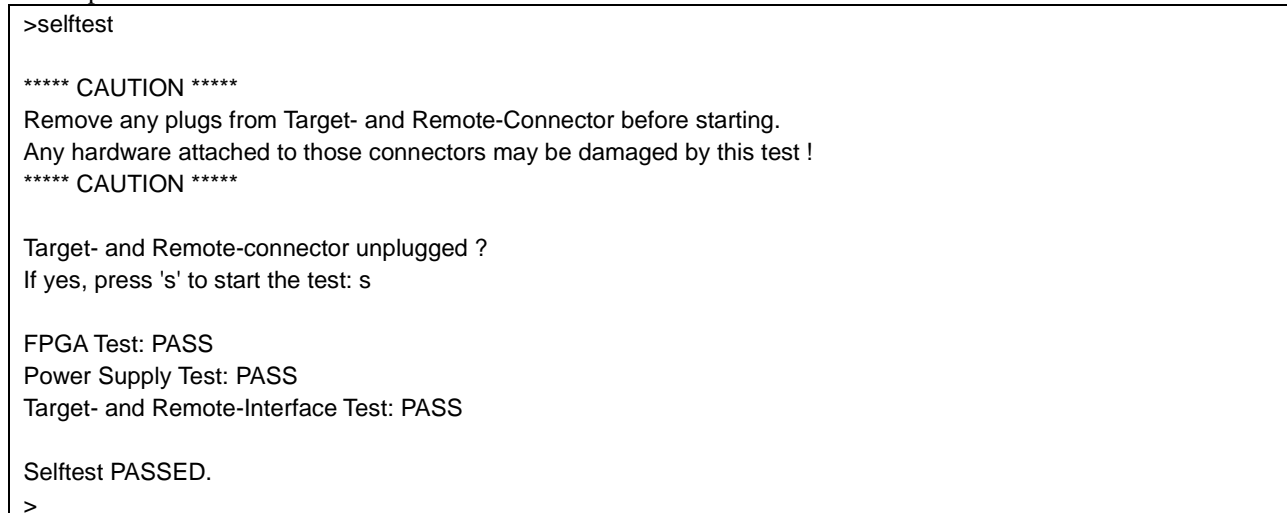 >selftest
***** CAUTION *****
Remove any plugs from Target- and Remote-Connector before starting.
Any hardware attached to those connectors may be damaged by this test !
***** CAUTION *****
Target- and Remote-connector unplugged ?
If yes, press 's' to start the test: s
FPGA Test: PASS
Power Supply Test: PASS
Target- and Remote-Interface Test: PASS
Selftest PASSED.
>